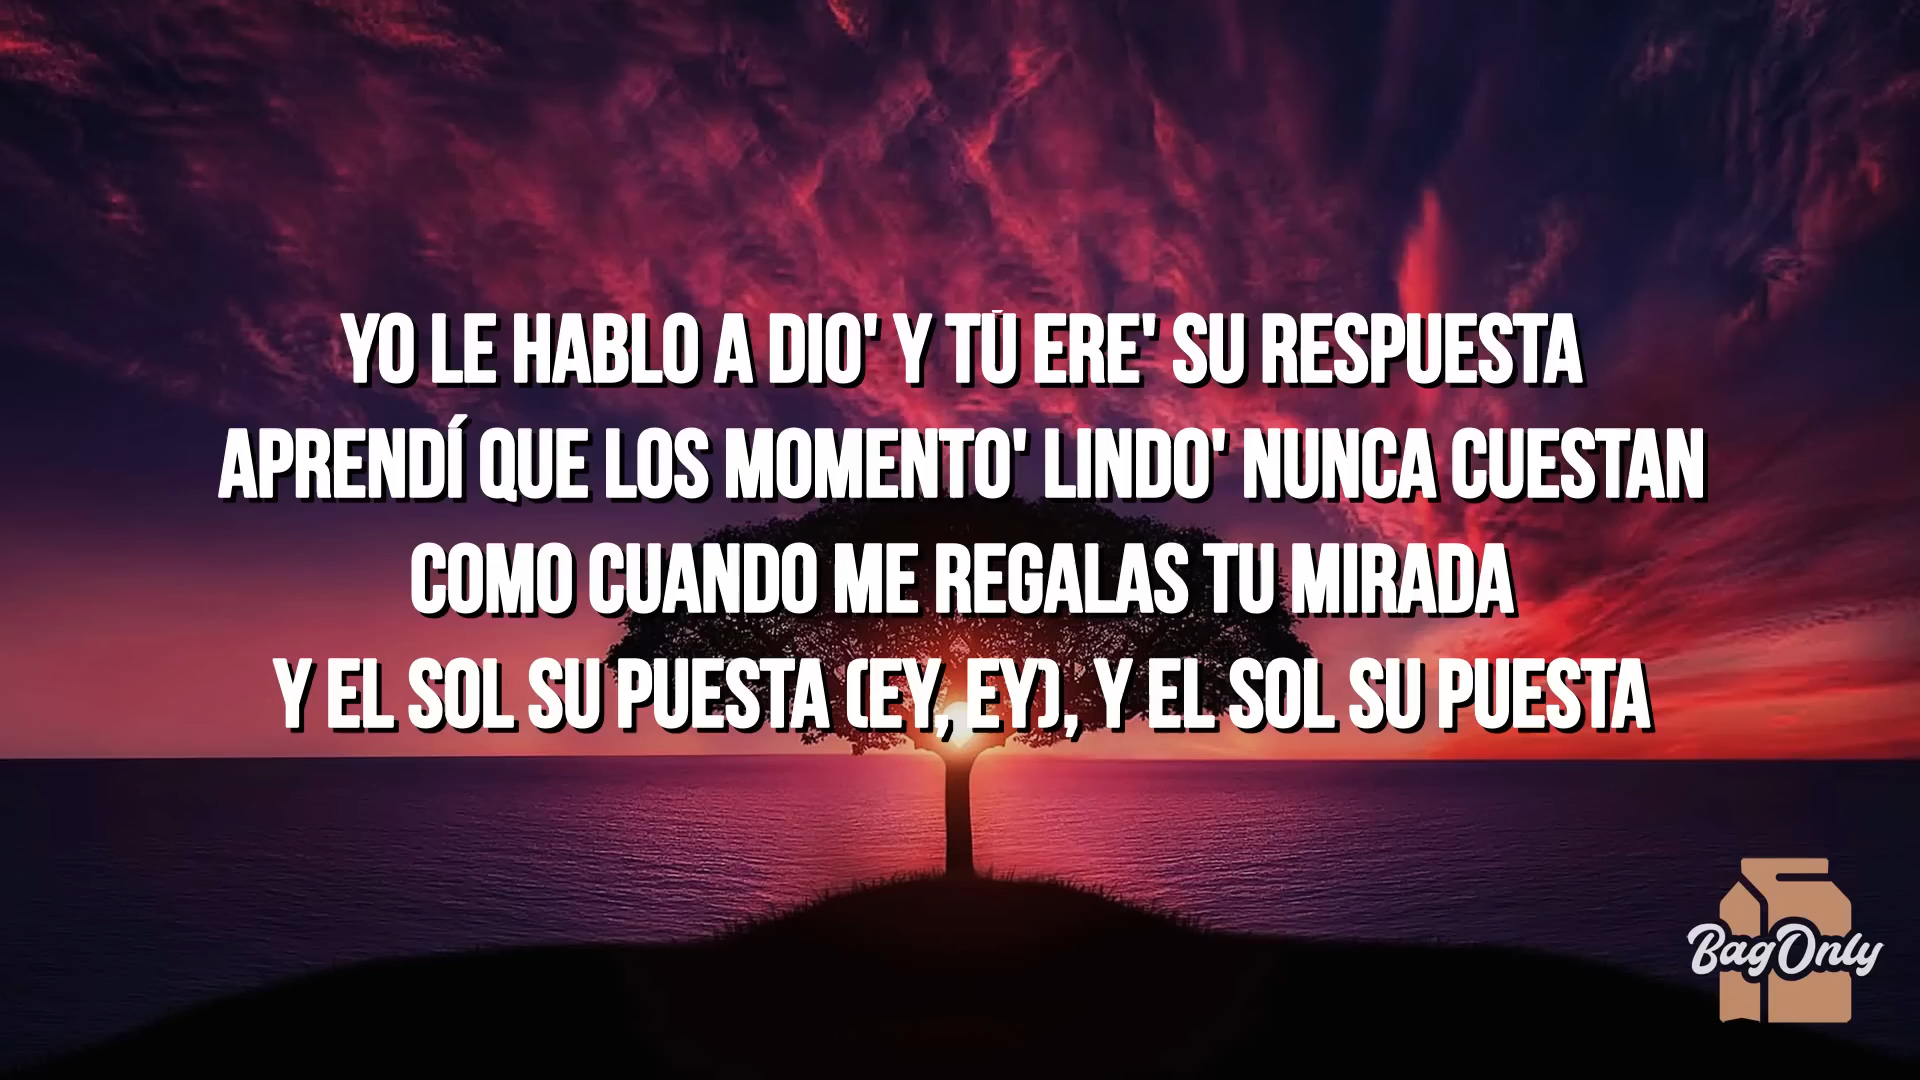 YO LE HABLO A DIO' Y TÚ ERE' SU RESPUESTA
APRENDÍ QUE LOS MOMENTO' LINDO' NUNCA CUESTAN
COMO CUANDO ME REGALAS TU MIRADA
Y EL SOL SU PUESTA (EY, EY), Y EL SOL SU PUESTA
BagOnly